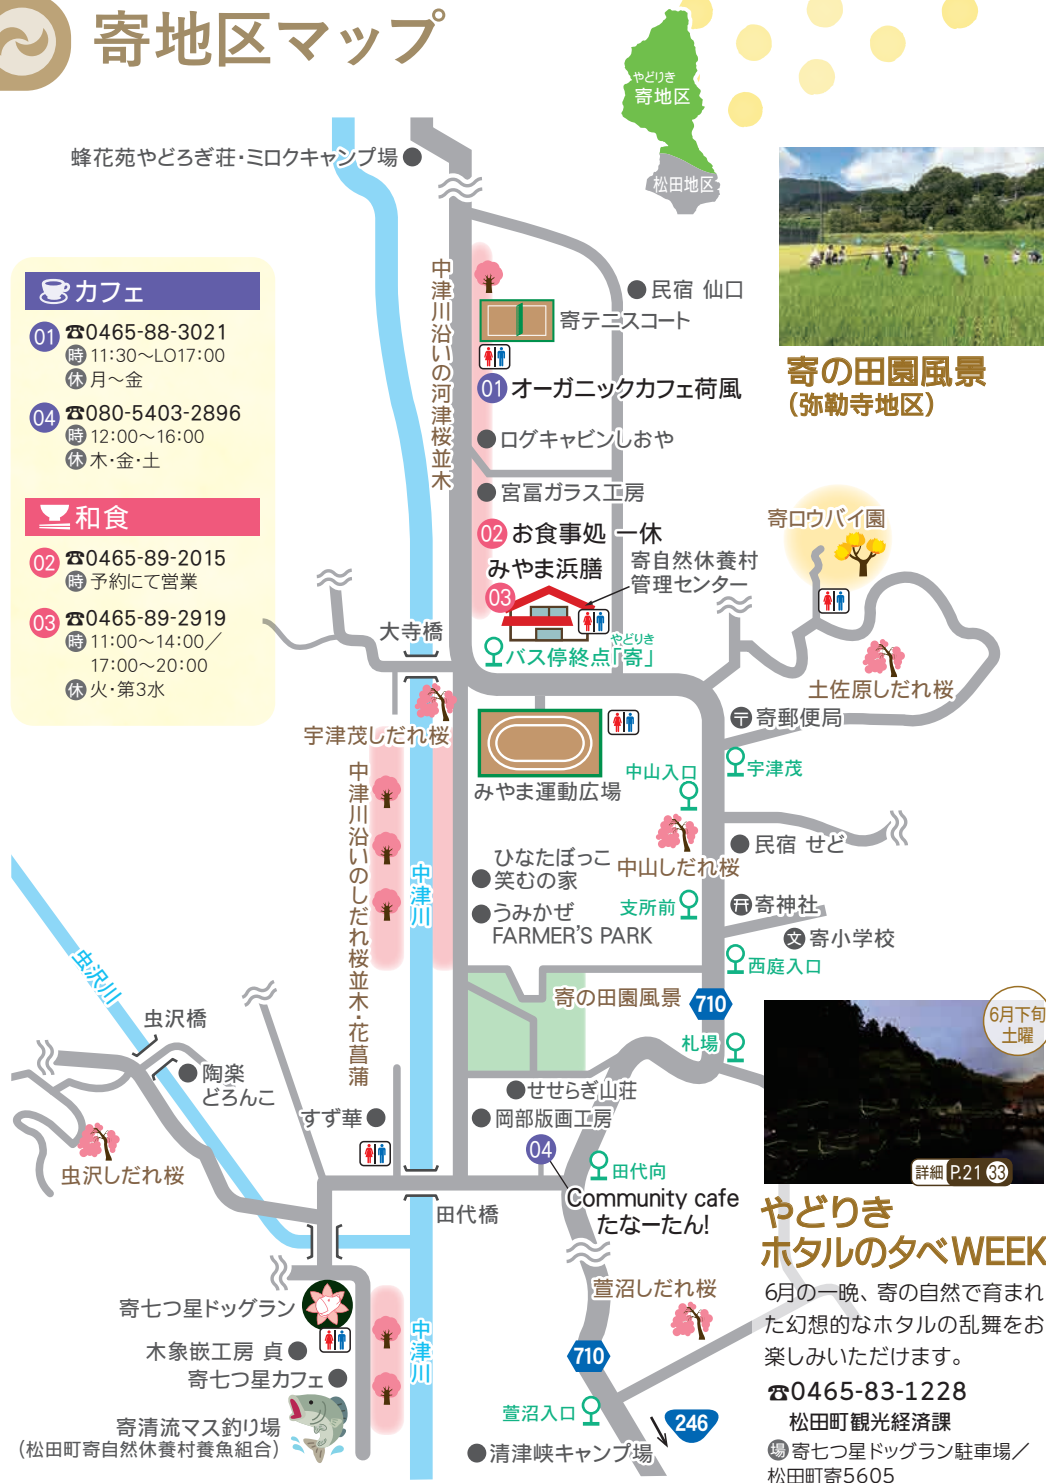 寄地区マップ
やどりき
寄地区
松田地区
蜂花苑やどろぎ荘・ミロクキャンプ場
カフェ
01 ☎0465-88-3021
時 11:30～LO17:00
休 月～金
04 ☎080-5403-2896
時 12:00～16:00
休 木・金・土
和食
02 ☎0465-89-2015
時 予約にて営業
03 ☎0465-89-2919
時 11:00～14:00／
17:00～20:00
休 火・第3水
中津川沿いの河津桜並木
民宿 仙口
寄テニスコート
01 オーガニックカフェ荷風
ログキャビンしおや
宮冨ガラス工房
02 お食事処 一休
みやま浜膳
03
寄自然休養村
管理センター
やどりき
バス停終点「寄」
大寺橋
寄の田園風景
（弥勒寺地区）
寄ロウバイ園
土佐原しだれ桜
〒 寄郵便局
宇津茂
宇津茂しだれ桜
みやま運動広場
中山入口
中津川沿いのしだれ桜並木・花菖蒲
中津川
民宿 せど
中山しだれ桜
ひなたぼっこ
笑むの家
うみかぜ
FARMER'S PARK
支所前
寄神社
文 寄小学校
西庭入口
寄の田園風景
710
札場
虫沢川
虫沢橋
陶楽
どろんこ
虫沢しだれ桜
すず華
せせらぎ山荘
岡部版画工房
04
Community cafe
たなーたん!
田代向
田代橋
6月下旬
土曜
詳細 P.21 33
やどりき
ホタルの夕べWEEK
6月の一晩、寄の自然で育まれ
た幻想的なホタルの乱舞をお
楽しみいただけます。
☎0465-83-1228
松田町観光経済課
場 寄七つ星ドッグラン駐車場／
松田町寄5605
寄七つ星ドッグラン
木象嵌工房 貞
寄七つ星カフェ
寄清流マス釣り場
（松田町寄自然休養村養魚組合）
中津川
萱沼しだれ桜
710
萱沼入口
246
清津峡キャンプ場